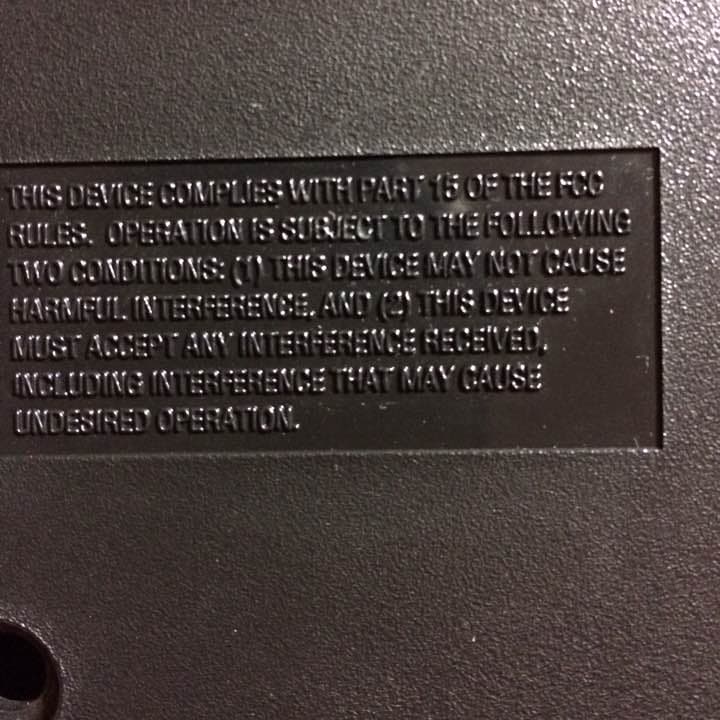 THIS DEVICE COMPLIES WITH PART 15 OF THE FCC
RULES. OPERATION IS SUBJECT TO THE FOLLOWING
TWO CONDITIONS: (1) THIS DEVICE MAY NOT CAUSE
HARMFUL INTERFERENCE, AND (2) THIS DEVICE
MUST ACCEPT ANY INTERFERENCE RECEIVED,
INCLUDING INTERFERENCE THAT MAY CAUSE
UNDESIRED OPERATION.